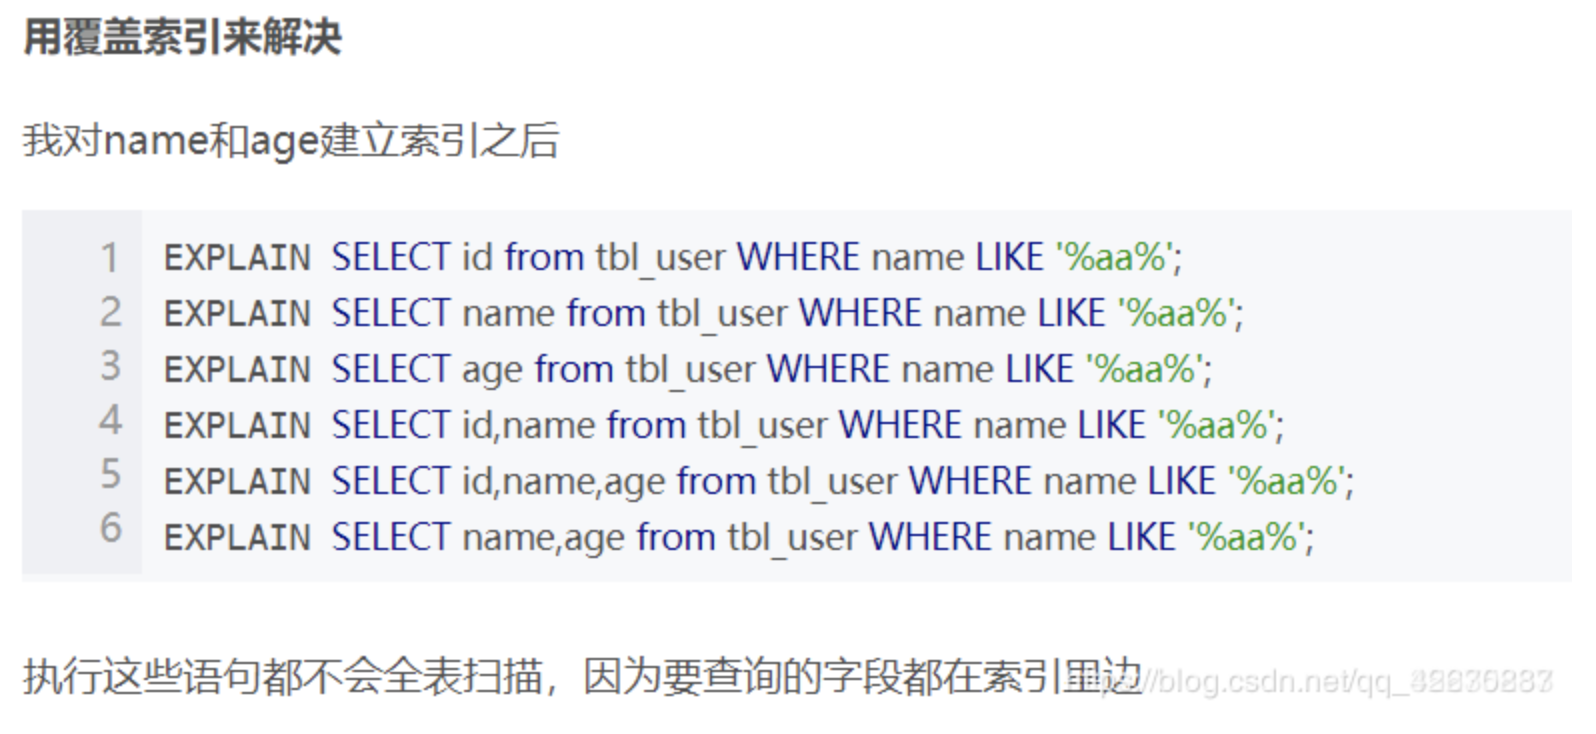 用覆盖索引来解决
我对name和age建立索引之后
1 EXPLAIN SELECT id from tbl_user WHERE name LIKE '%aa%';
2 EXPLAIN SELECT name from tbl_user WHERE name LIKE '%aa%';
3 EXPLAIN SELECT age from tbl_user WHERE name LIKE '%aa%';
4 EXPLAIN SELECT id,name from tbl_user WHERE name LIKE '%aa%';
5 EXPLAIN SELECT id,name,age from tbl_user WHERE name LIKE '%aa%';
6 EXPLAIN SELECT name,age from tbl_user WHERE name LIKE '%aa%';
执行这些语句都不会全表扫描，因为要查询的字段都在索引里边